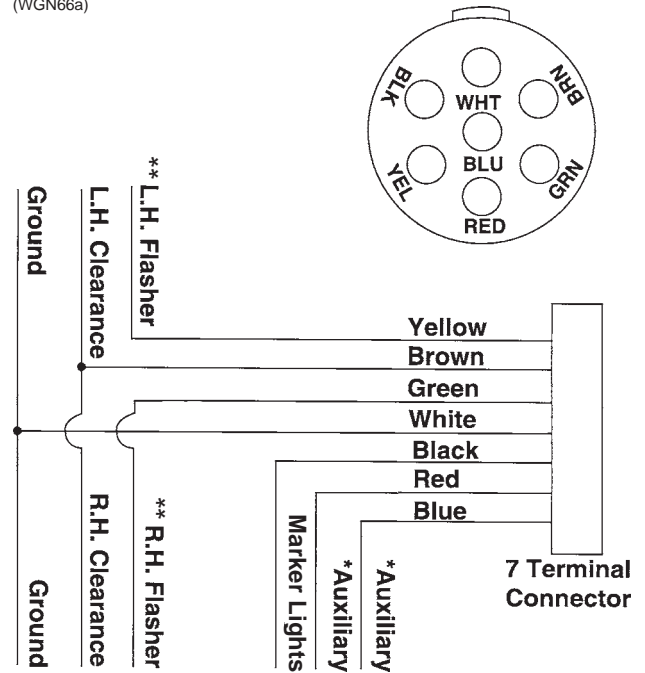 (WGN66a)
BLK
WHT
BRN
YEL
BLU
GRN
RED
Ground
L.H. Clearance
** L.H. Flasher
Yellow
Brown
Green
White
Black
Red
Blue
Ground
R.H. Clearance
** R.H. Flasher
Marker Lights
*Auxiliary
*Auxiliary
7 Terminal
Connector